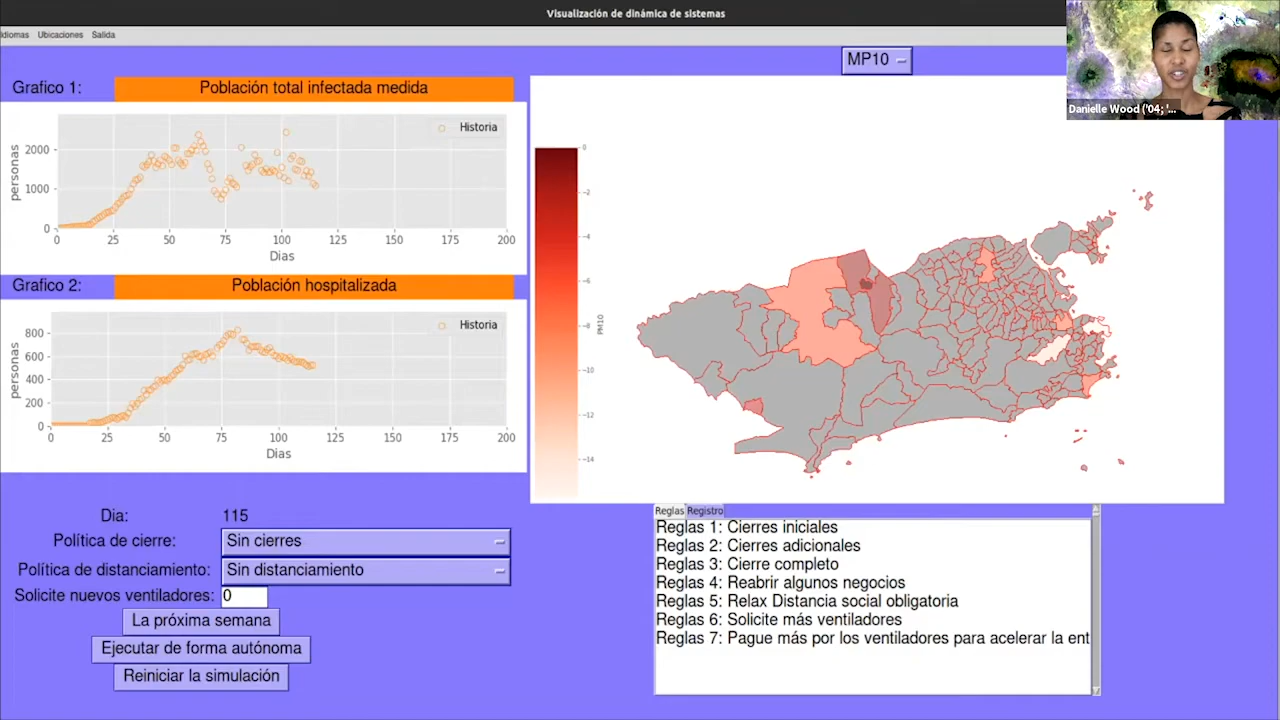 Visualización de dinámica de sistemas
Idiomas Ubicaciones Salida
MP10
Danielle Wood ('04; '...
Grafico 1: Población total infectada medida
Historia
personas
2000
1000
0
0 25 50 75 100 125 150 175 200
Dias
Grafico 2: Población hospitalizada
Historia
personas
800
600
400
200
0
0 25 50 75 100 125 150 175 200
Dias
0
−2
−4
−6
−8
−10
−12
−14
PM10
Dia: 115
Política de cierre: Sin cierres
Política de distanciamiento: Sin distanciamiento
Solicite nuevos ventiladores: 0
La próxima semana
Ejecutar de forma autónoma
Reiniciar la simulación
Reglas Registro
Reglas 1: Cierres iniciales
Reglas 2: Cierres adicionales
Reglas 3: Cierre completo
Reglas 4: Reabrir algunos negocios
Reglas 5: Relax Distancia social obligatoria
Reglas 6: Solicite más ventiladores
Reglas 7: Pague más por los ventiladores para acelerar la ent